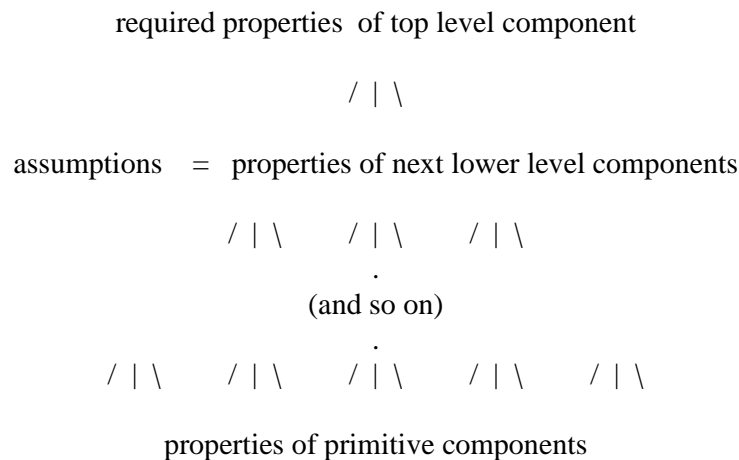 required properties of top level component
/ | \
assumptions = properties of next lower level components
/ | \ / | \ / | \
.
(and so on)
.
/ | \ / | \ / | \ / | \ / | \
properties of primitive components